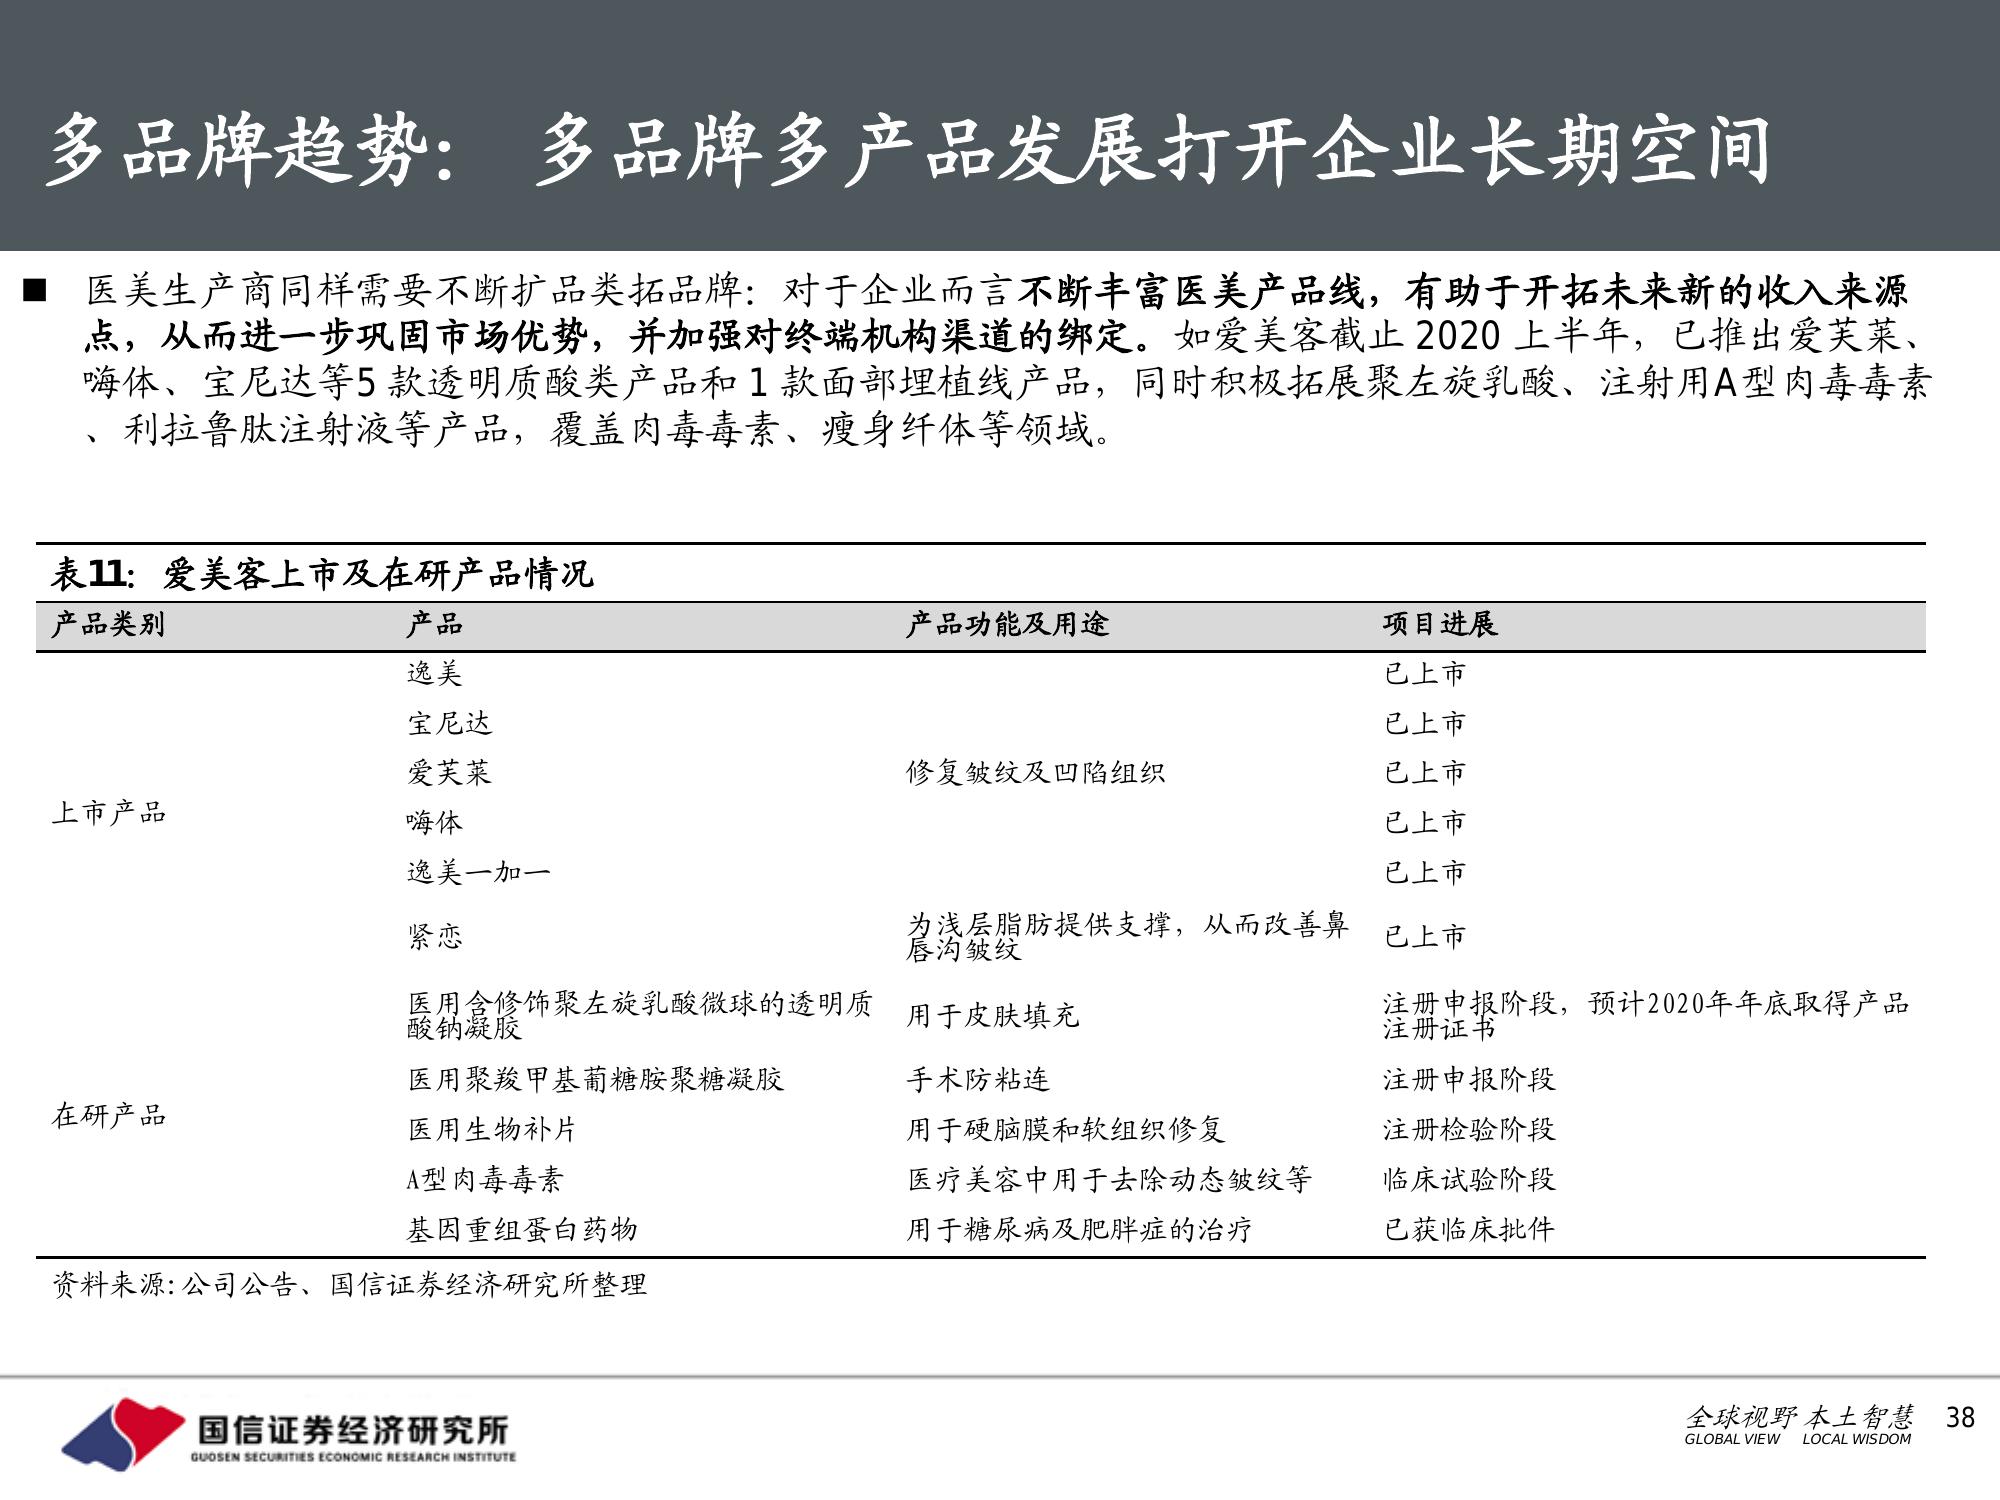 多品牌趋势： 多品牌多产品发展打开企业长期空间
■ 医美生产商同样需要不断扩品类拓品牌：对于企业而言不断丰富医美产品线，有助于开拓未来新的收入来源
点，从而进一步巩固市场优势，并加强对终端机构渠道的绑定。如爱美客截止 2020 上半年，已推出爱芙莱、
嗨体、宝尼达等5 款透明质酸类产品和 1 款面部埋植线产品，同时积极拓展聚左旋乳酸、注射用A型肉毒毒素
、利拉鲁肽注射液等产品，覆盖肉毒毒素、瘦身纤体等领域。
表11：爱美客上市及在研产品情况
产品类别 产品 产品功能及用途 项目进展
逸美 已上市
宝尼达 已上市
爱芙莱 修复皱纹及凹陷组织 已上市
上市产品
嗨体 已上市
逸美一加一 已上市
紧恋 为浅层脂肪提供支撑，从而改善鼻 已上市
唇沟皱纹
医用含修饰聚左旋乳酸微球的透明质 用于皮肤填充 注册申报阶段，预计2020年年底取得产品
酸钠凝胶 注册证书
医用聚羧甲基葡糖胺聚糖凝胶 手术防粘连 注册申报阶段
在研产品
医用生物补片 用于硬脑膜和软组织修复 注册检验阶段
A型肉毒毒素 医疗美容中用于去除动态皱纹等 临床试验阶段
基因重组蛋白药物 用于糖尿病及肥胖症的治疗 已获临床批件
资料来源:公司公告、国信证券经济研究所整理
国信证券经济研究所
GUOSEN SECURITIES ECONOMIC RESEARCH INSTITUTE
全球视野 本土智慧 38
GLOBAL VIEW LOCAL WISDOM